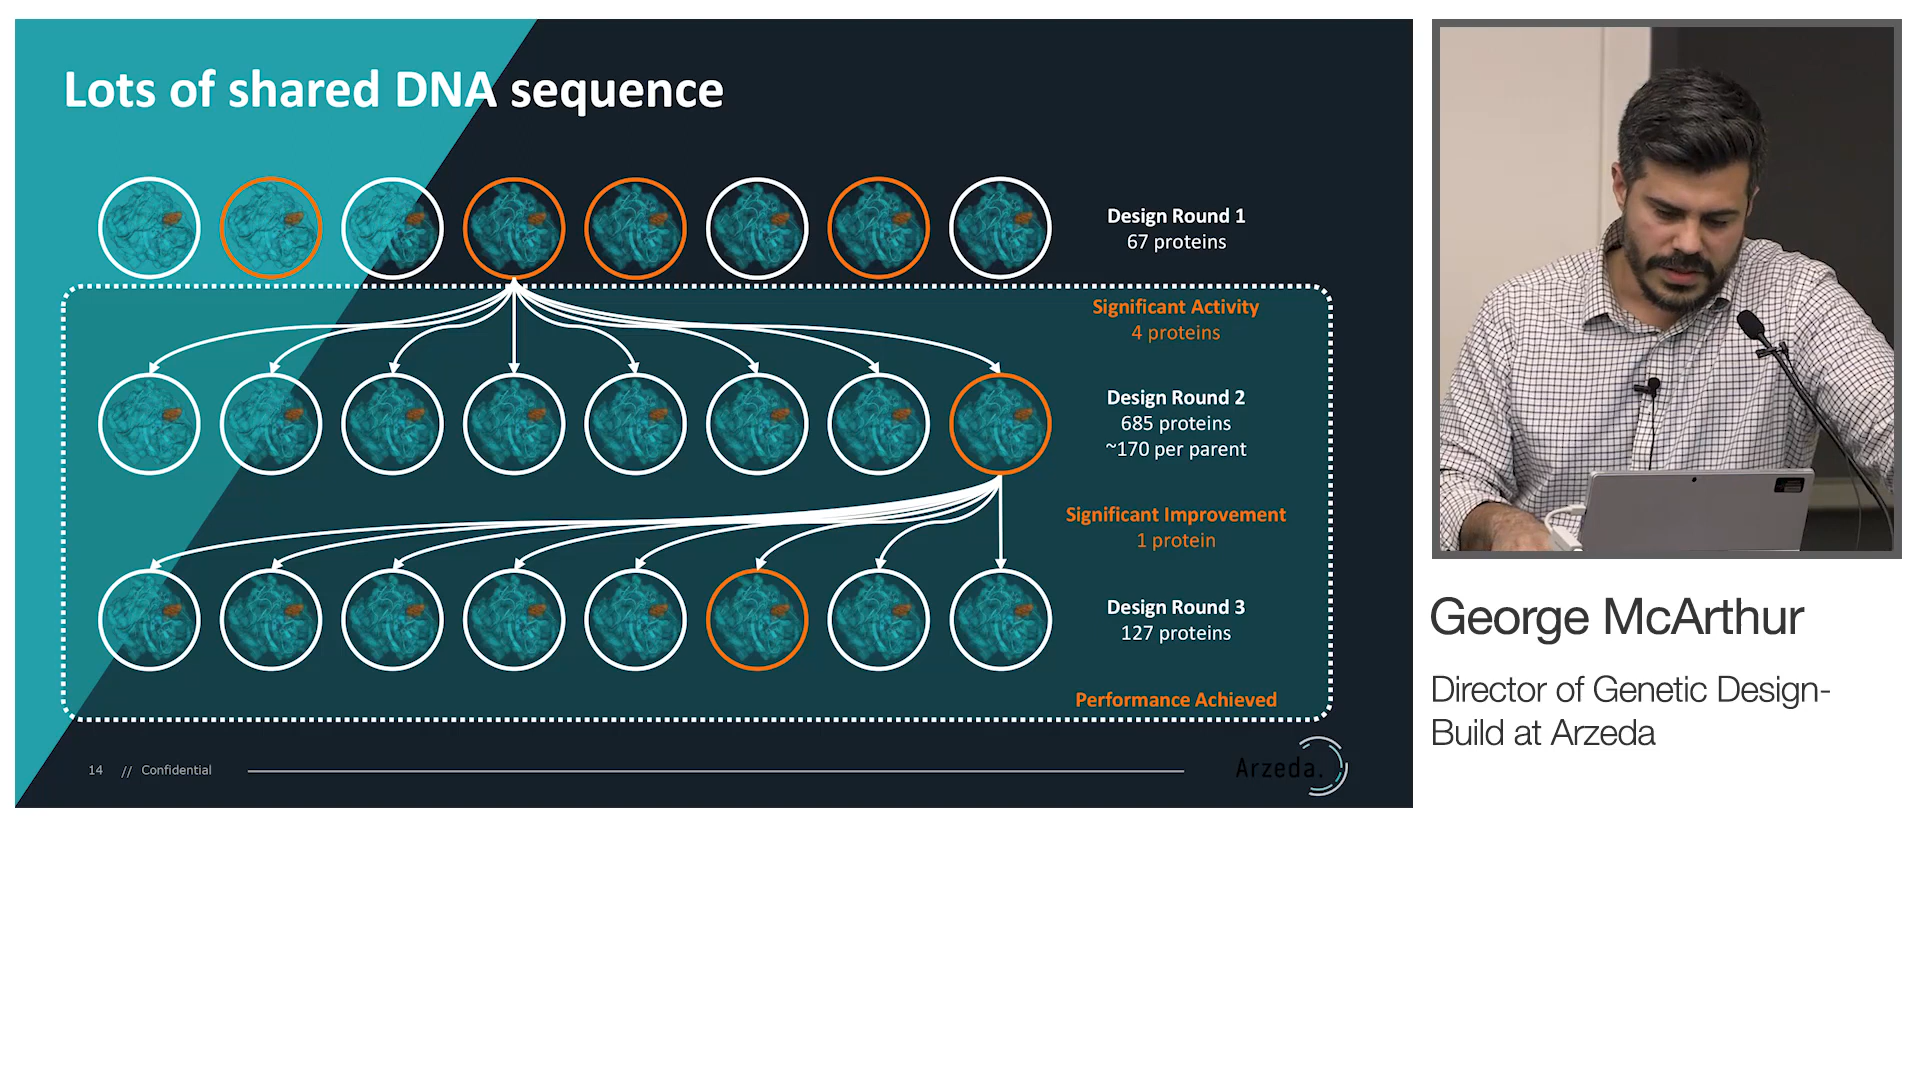 Lots of shared DNA sequence
Design Round 1
67 proteins
Significant Activity
4 proteins
Design Round 2
685 proteins
~170 per parent
Significant Improvement
1 protein
Design Round 3
127 proteins
Performance Achieved
14 // Confidential
Arzeda.
George McArthur
Director of Genetic Design-
Build at Arzeda